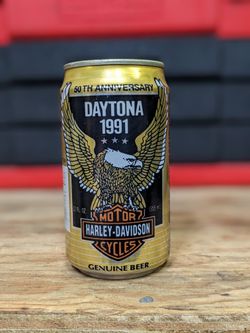 50TH ANNIVERSARY
DAYTONA
1991
MOTOR
HARLEY-DAVIDSON
CYCLES
GENUINE BEER